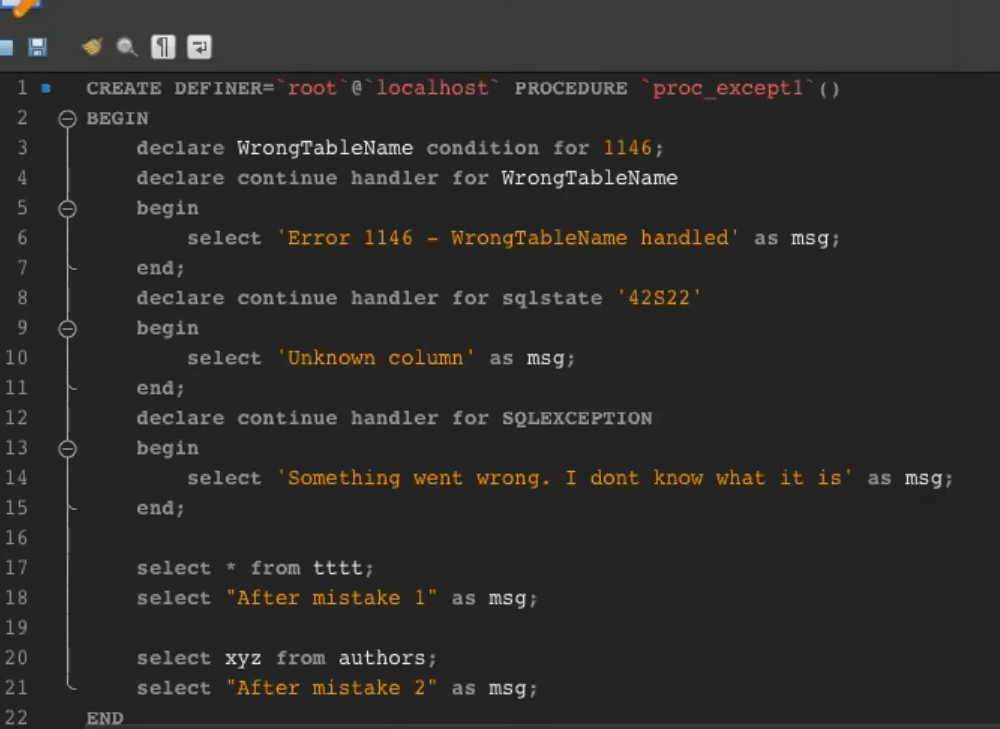 1 CREATE DEFINER=`root`@`localhost` PROCEDURE `proc_except1`()
2 BEGIN
3 declare WrongTableName condition for 1146;
4 declare continue handler for WrongTableName
5 begin
6 select 'Error 1146 - WrongTableName handled' as msg;
7 end;
8 declare continue handler for sqlstate '42S22'
9 begin
10 select 'Unknown column' as msg;
11 end;
12 declare continue handler for SQLEXCEPTION
13 begin
14 select 'Something went wrong. I dont know what it is' as msg;
15 end;
16
17 select * from tttt;
18 select "After mistake 1" as msg;
19
20 select xyz from authors;
21 select "After mistake 2" as msg;
22 END